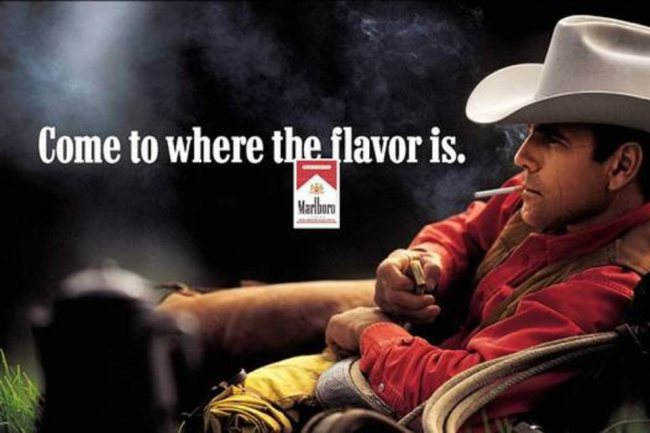 Come to where the flavor is.
Marlboro